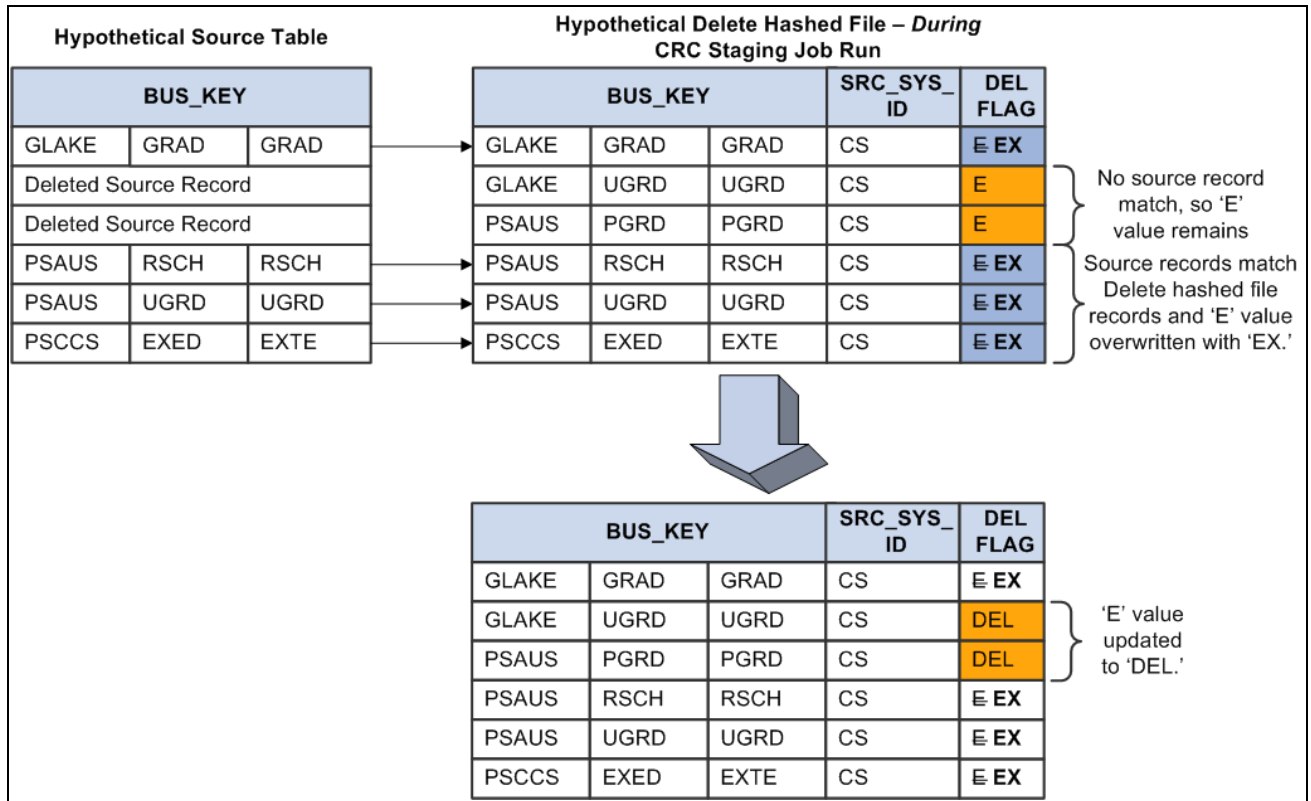 Hypothetical Source Table
Hypothetical Delete Hashed File – During
CRC Staging Job Run
BUS_KEY
BUS_KEY
SRC_SYS_
ID
DEL
FLAG
GLAKE GRAD GRAD
GLAKE GRAD GRAD CS E EX
Deleted Source Record
GLAKE UGRD UGRD CS E
Deleted Source Record
PSAUS PGRD PGRD CS E
No source record
match, so 'E'
value remains
PSAUS RSCH RSCH
PSAUS RSCH RSCH CS E EX
PSAUS UGRD UGRD
PSAUS UGRD UGRD CS E EX
PSCCS EXED EXTE
PSCCS EXED EXTE CS E EX
Source records match
Delete hashed file
records and 'E' value
overwritten with 'EX.'
BUS_KEY
SRC_SYS_
ID
DEL
FLAG
GLAKE GRAD GRAD CS E EX
GLAKE UGRD UGRD CS DEL
PSAUS PGRD PGRD CS DEL
'E' value
updated
to 'DEL.'
PSAUS RSCH RSCH CS E EX
PSAUS UGRD UGRD CS E EX
PSCCS EXED EXTE CS E EX